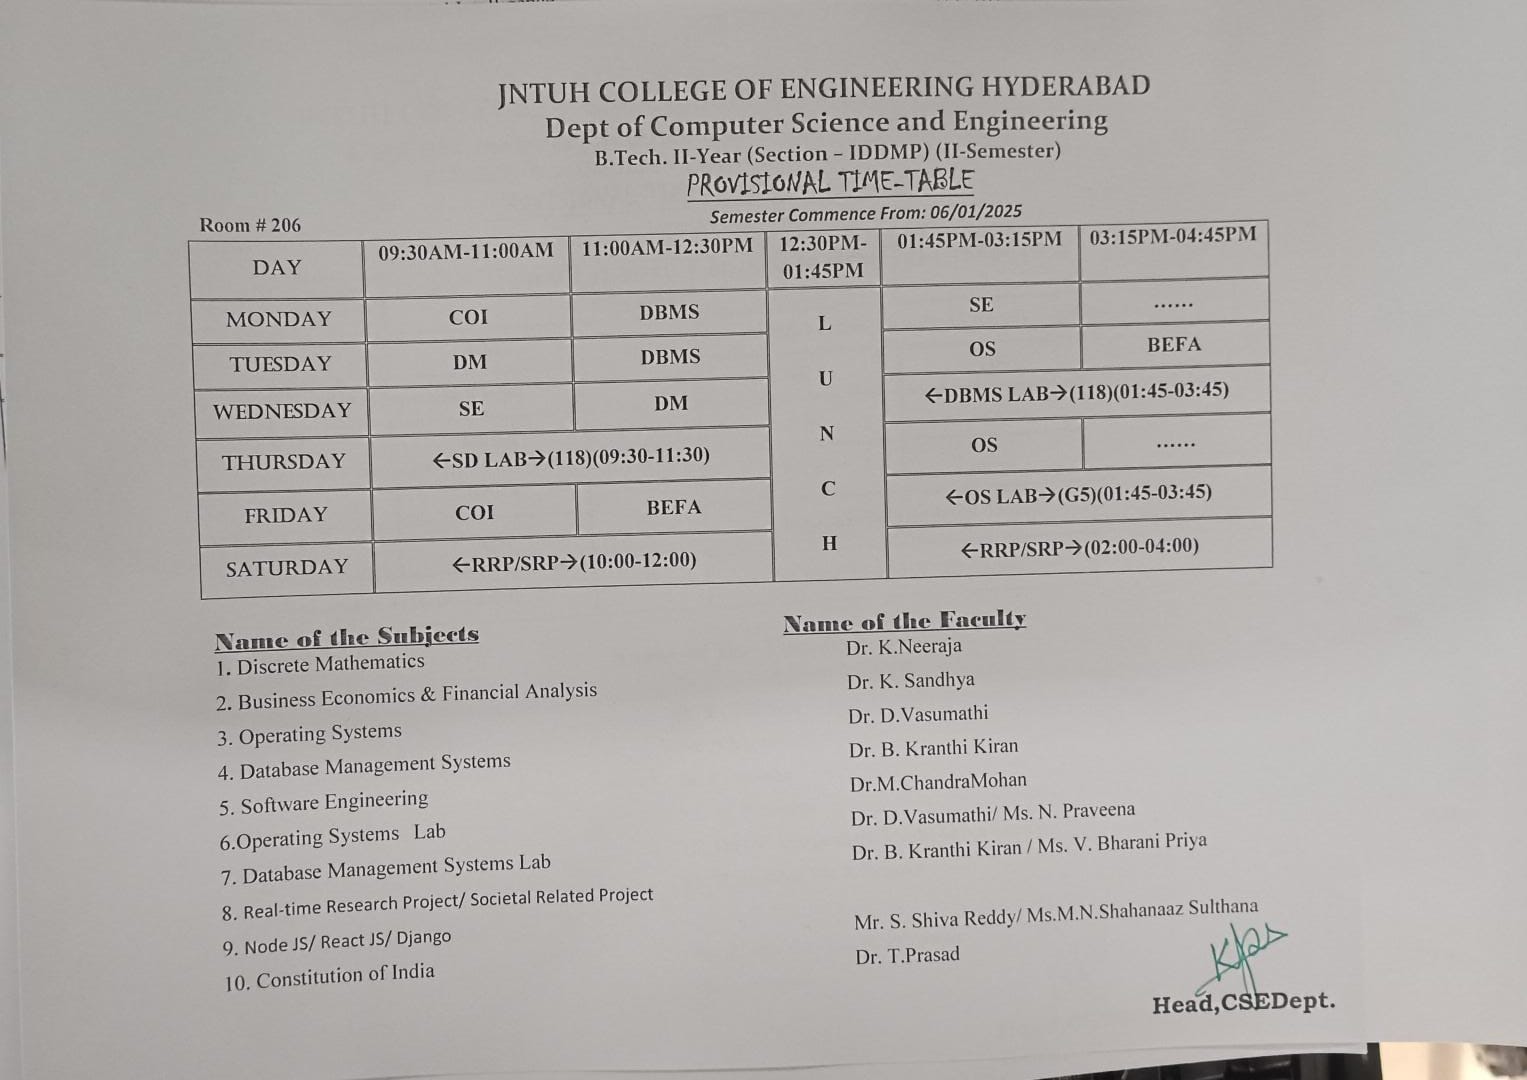 JNTUH COLLEGE OF ENGINEERING HYDERABAD
Dept of Computer Science and Engineering
B.Tech. II-Year (Section – IDDMP) (II-Semester)
PROVISIONAL TIME-TABLE
Room # 206
Semester Commence From: 06/01/2025
DAY 09:30AM-11:00AM 11:00AM-12:30PM 12:30PM-01:45PM 01:45PM-03:15PM 03:15PM-04:45PM
MONDAY COI DBMS SE ......
TUESDAY DM DBMS OS BEFA
WEDNESDAY SE DM ←DBMS LAB→(118)(01:45-03:45)
THURSDAY ←SD LAB→(118)(09:30-11:30) OS ......
FRIDAY COI BEFA ←OS LAB→(G5)(01:45-03:45)
SATURDAY ←RRP/SRP→(10:00-12:00) ←RRP/SRP→(02:00-04:00)
L
U
N
C
H
Name of the Subjects
1. Discrete Mathematics
2. Business Economics & Financial Analysis
3. Operating Systems
4. Database Management Systems
5. Software Engineering
6.Operating Systems Lab
7. Database Management Systems Lab
8. Real-time Research Project/ Societal Related Project
9. Node JS/ React JS/ Django
10. Constitution of India
Name of the Faculty
Dr. K.Neeraja
Dr. K. Sandhya
Dr. D.Vasumathi
Dr. B. Kranthi Kiran
Dr.M.ChandraMohan
Dr. D.Vasumathi/ Ms. N. Praveena
Dr. B. Kranthi Kiran / Ms. V. Bharani Priya
Mr. S. Shiva Reddy/ Ms.M.N.Shahanaaz Sulthana
Dr. T.Prasad
Head,CSEDept.